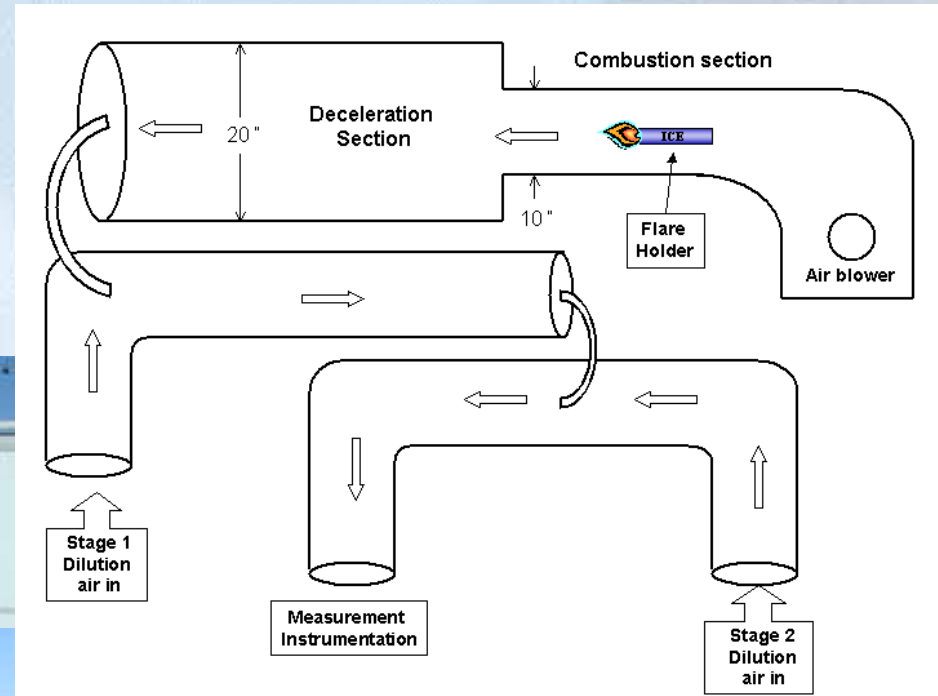 Combustion section
Deceleration
Section
20"
10"
ICE
Flare
Holder
Air blower
Stage 1
Dilution
air in
Measurement
Instrumentation
Stage 2
Dilution
air in